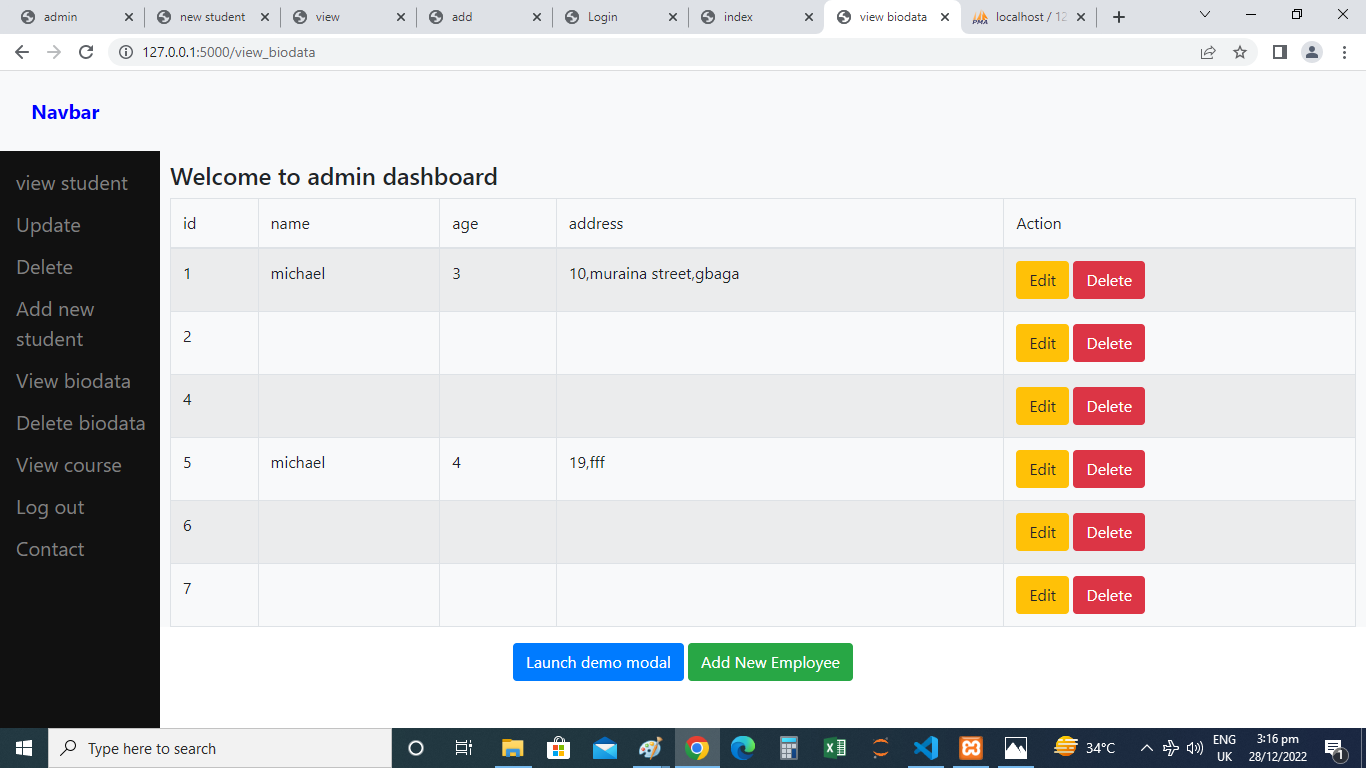 admin
new student
view
add
Login
index
view biodata
localhost / 12
127.0.0.1:5000/view_biodata
Navbar
view student
Update
Delete
Add new
student
View biodata
Delete biodata
View course
Log out
Contact
Welcome to admin dashboard
id name age address Action
1 michael 3 10,muraina street,gbaga Edit Delete
2 Edit Delete
4 Edit Delete
5 michael 4 19,fff Edit Delete
6 Edit Delete
7 Edit Delete
Launch demo modal Add New Employee
Type here to search
34°C
ENG
UK
3:16 pm
28/12/2022
1